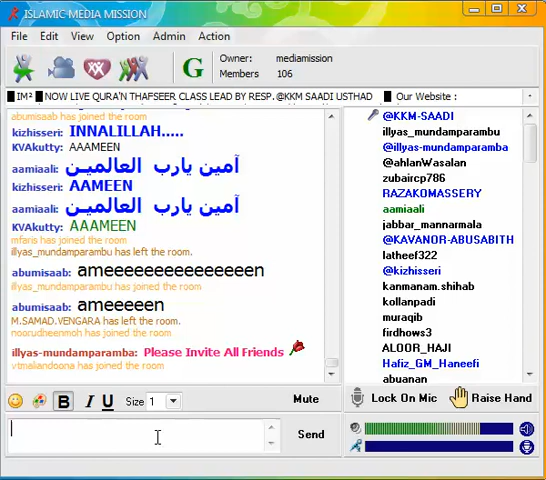 ISLAMIC MEDIA MISSION
File Edit View Option Admin Action
G Owner: mediamission
Members 106
IM² NOW LIVE QURA'N THAFSEER CLASS LEAD BY RESP.@KKM SAADI USTHAD Our Website :
abumisaab has joined the room
kizhisseri: INNALILLAH.....
KVAkutty: AAAMEEN
aamiaali: آمين يارب العالميـن
kizhisseri: AAMEEN
aamiaali: آمين يارب العالميـن
KVAkutty: AAAMEEN
mfaris has joined the room
illyas_mundamparambu has left the room.
abumisaab: ameeeeeeeeeeeeeeen
illyas_mundamparambu has joined the room
abumisaab: ameeeeen
M.SAMAD.VENGARA has left the room.
noorudheenmoh has joined the room
illyas-mundamparamba: Please Invite All Friends
vtmaliandoona has joined the room
@KKM-SAADI
illyas_mundamparambu
@illyas-mundamparamba
@ahlanWasalan
zubaircp786
RAZAKOMASSERY
aamiaali
jabbar_mannarmala
@KAVANOR-ABUSABITH
latheef322
@kizhisseri
kanmanam.shihab
kollanpadi
muraqib
firdhows3
ALOOR_HAJI
Hafiz_GM_Haneefi
abuanan
B I U Size 1 Mute
Lock On Mic Raise Hand
Send